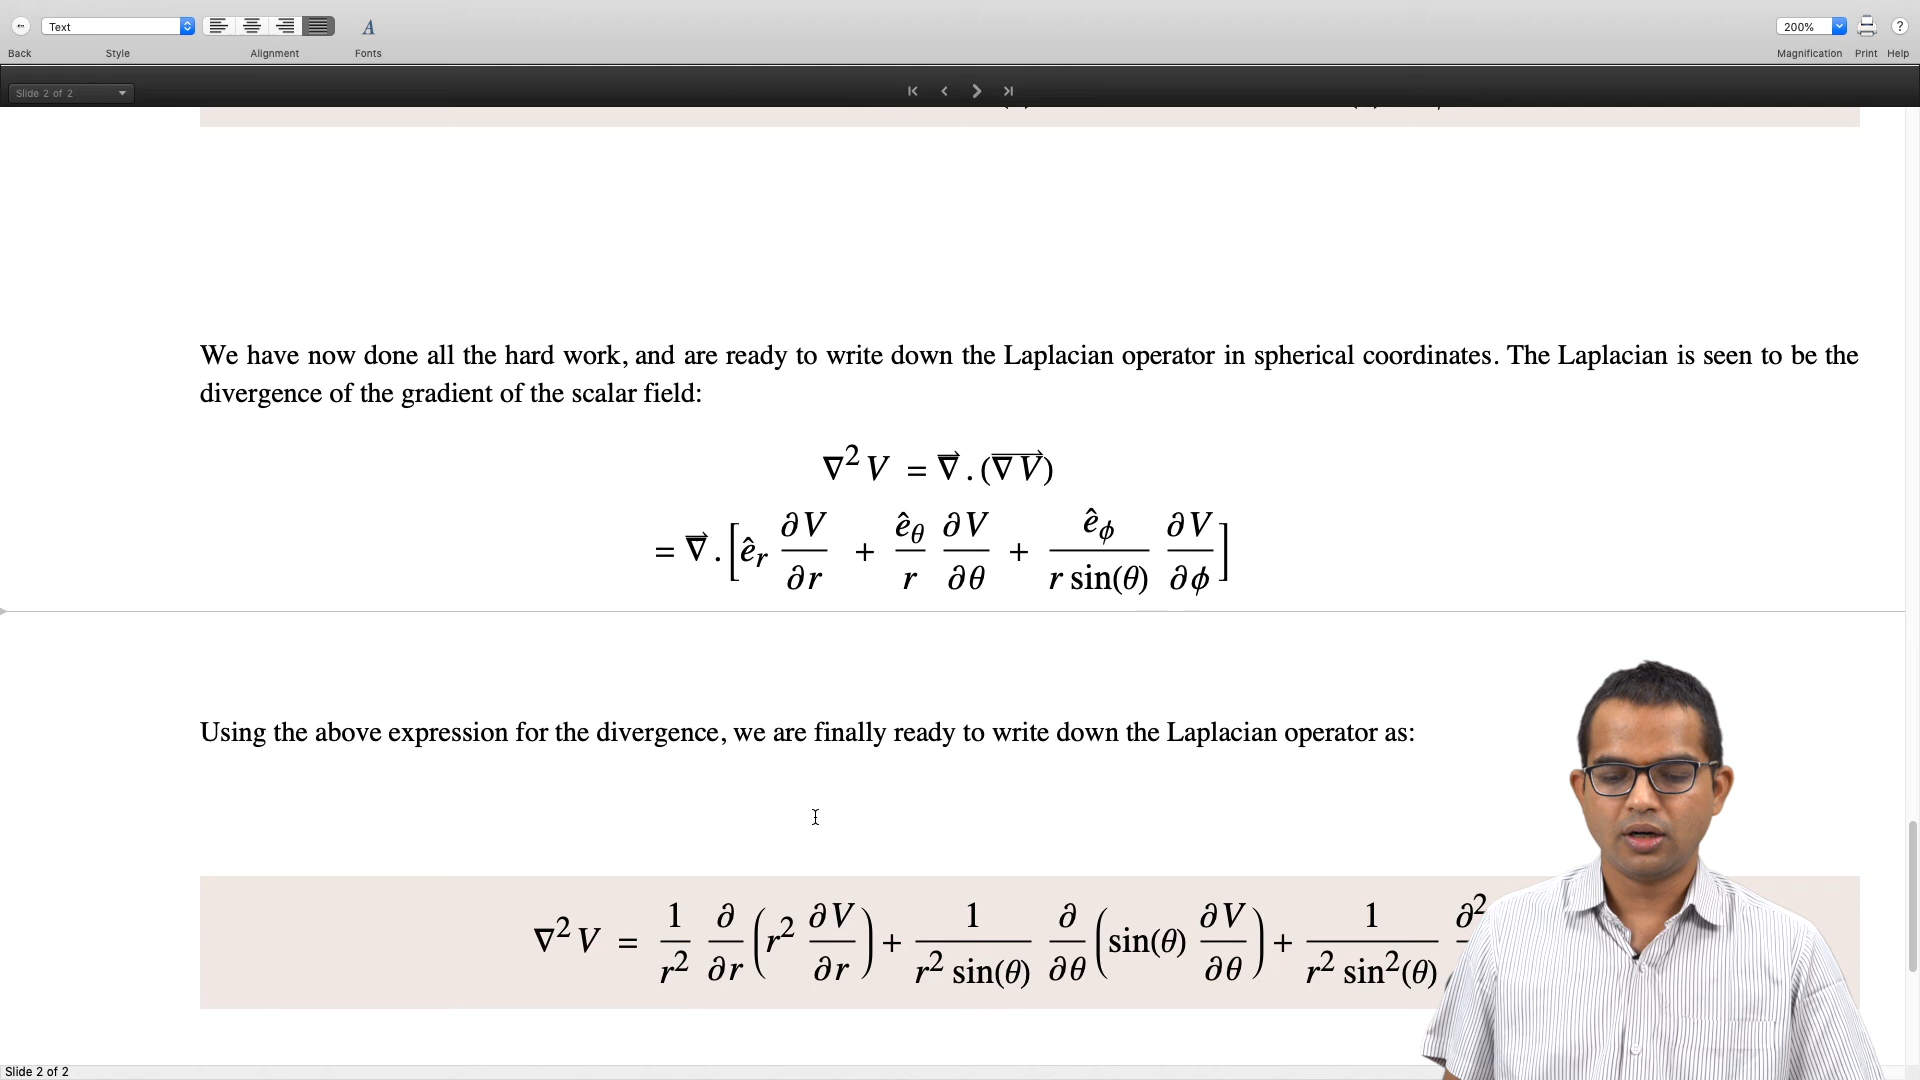 Text
200%
Back Style Alignment Fonts Magnification Print Help
Slide 2 of 2
We have now done all the hard work, and are ready to write down the Laplacian operator in spherical coordinates. The Laplacian is seen to be the
divergence of the gradient of the scalar field:
∇² V = ∇⃗ . (∇⃗ V)
= ∇⃗ . [ê_r ∂V/∂r + ê_θ/r ∂V/∂θ + ê_ϕ/(r sin(θ)) ∂V/∂ϕ]
Using the above expression for the divergence, we are finally ready to write down the Laplacian operator as:
∇² V = 1/r² ∂/∂r (r² ∂V/∂r) + 1/(r² sin(θ)) ∂/∂θ (sin(θ) ∂V/∂θ) + 1/(r² sin²(θ)) ∂²
Slide 2 of 2